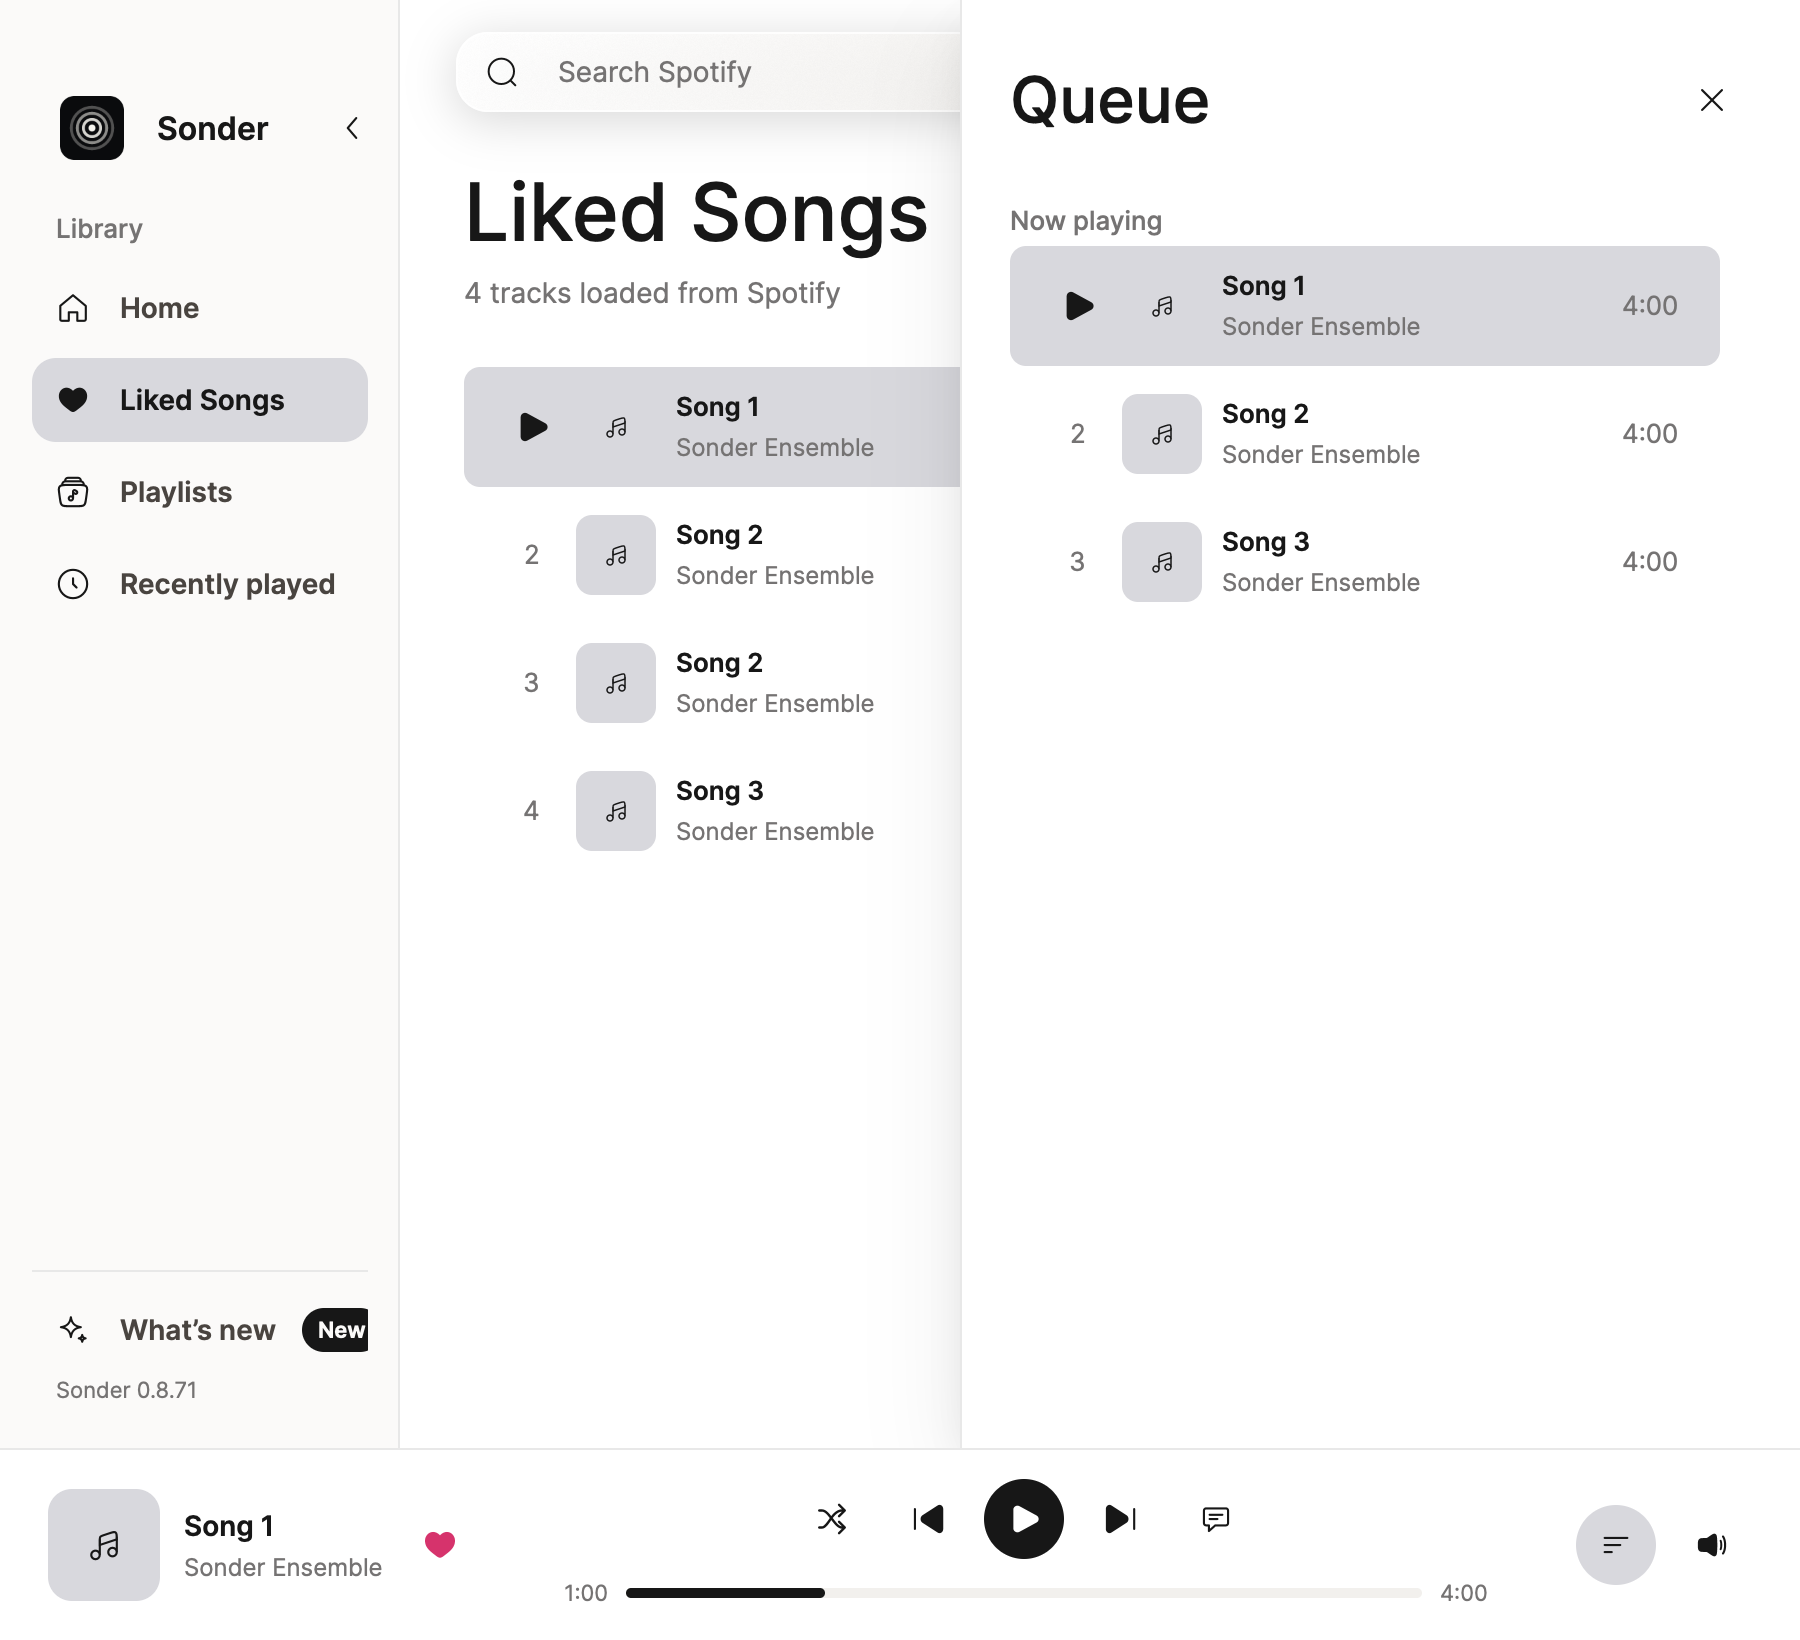 Sonder
Library
Home
Liked Songs
Playlists
Recently played
What’s new
New
Sonder 0.8.71
Search Spotify
Liked Songs
4 tracks loaded from Spotify
Song 1
Sonder Ensemble
2
Song 2
Sonder Ensemble
3
Song 2
Sonder Ensemble
4
Song 3
Sonder Ensemble
Queue
Now playing
Song 1
Sonder Ensemble
4:00
2
Song 2
Sonder Ensemble
4:00
3
Song 3
Sonder Ensemble
4:00
Song 1
Sonder Ensemble
1:00
4:00